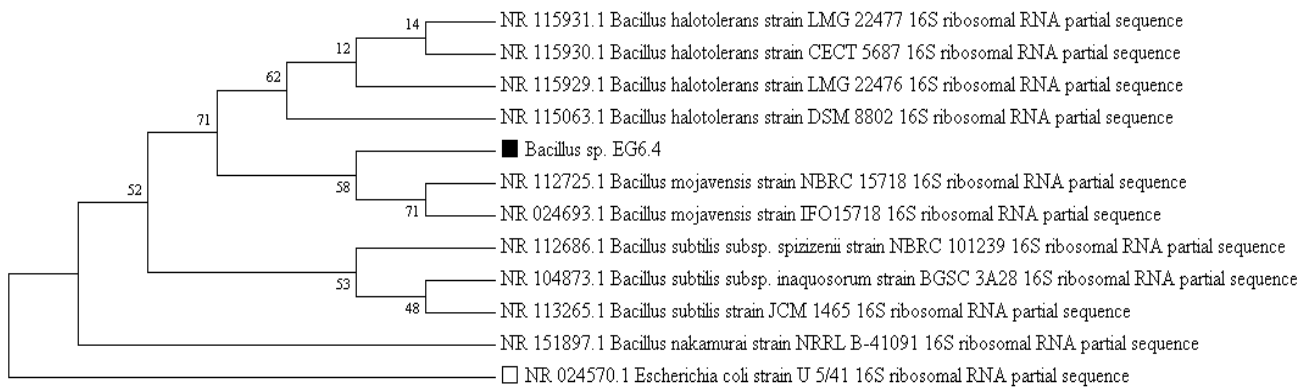 NR 115931.1 Bacillus halotolerans strain LMG 22477 16S ribosomal RNA partial sequence
14
NR 115930.1 Bacillus halotolerans strain CECT 5687 16S ribosomal RNA partial sequence
12
NR 115929.1 Bacillus halotolerans strain LMG 22476 16S ribosomal RNA partial sequence
62
NR 115063.1 Bacillus halotolerans strain DSM 8802 16S ribosomal RNA partial sequence
71
Bacillus sp. EG6.4
NR 112725.1 Bacillus mojavensis strain NBRC 15718 16S ribosomal RNA partial sequence
58
52
NR 024693.1 Bacillus mojavensis strain IFO15718 16S ribosomal RNA partial sequence
71
NR 112686.1 Bacillus subtilis subsp. spizizenii strain NBRC 101239 16S ribosomal RNA partial sequence
NR 104873.1 Bacillus subtilis subsp. inaquosorum strain BGSC 3A28 16S ribosomal RNA partial sequence
53
NR 113265.1 Bacillus subtilis strain JCM 1465 16S ribosomal RNA partial sequence
48
NR 151897.1 Bacillus nakamurai strain NRRL B-41091 16S ribosomal RNA partial sequence
NR 024570.1 Escherichia coli strain U 5/41 16S ribosomal RNA partial sequence